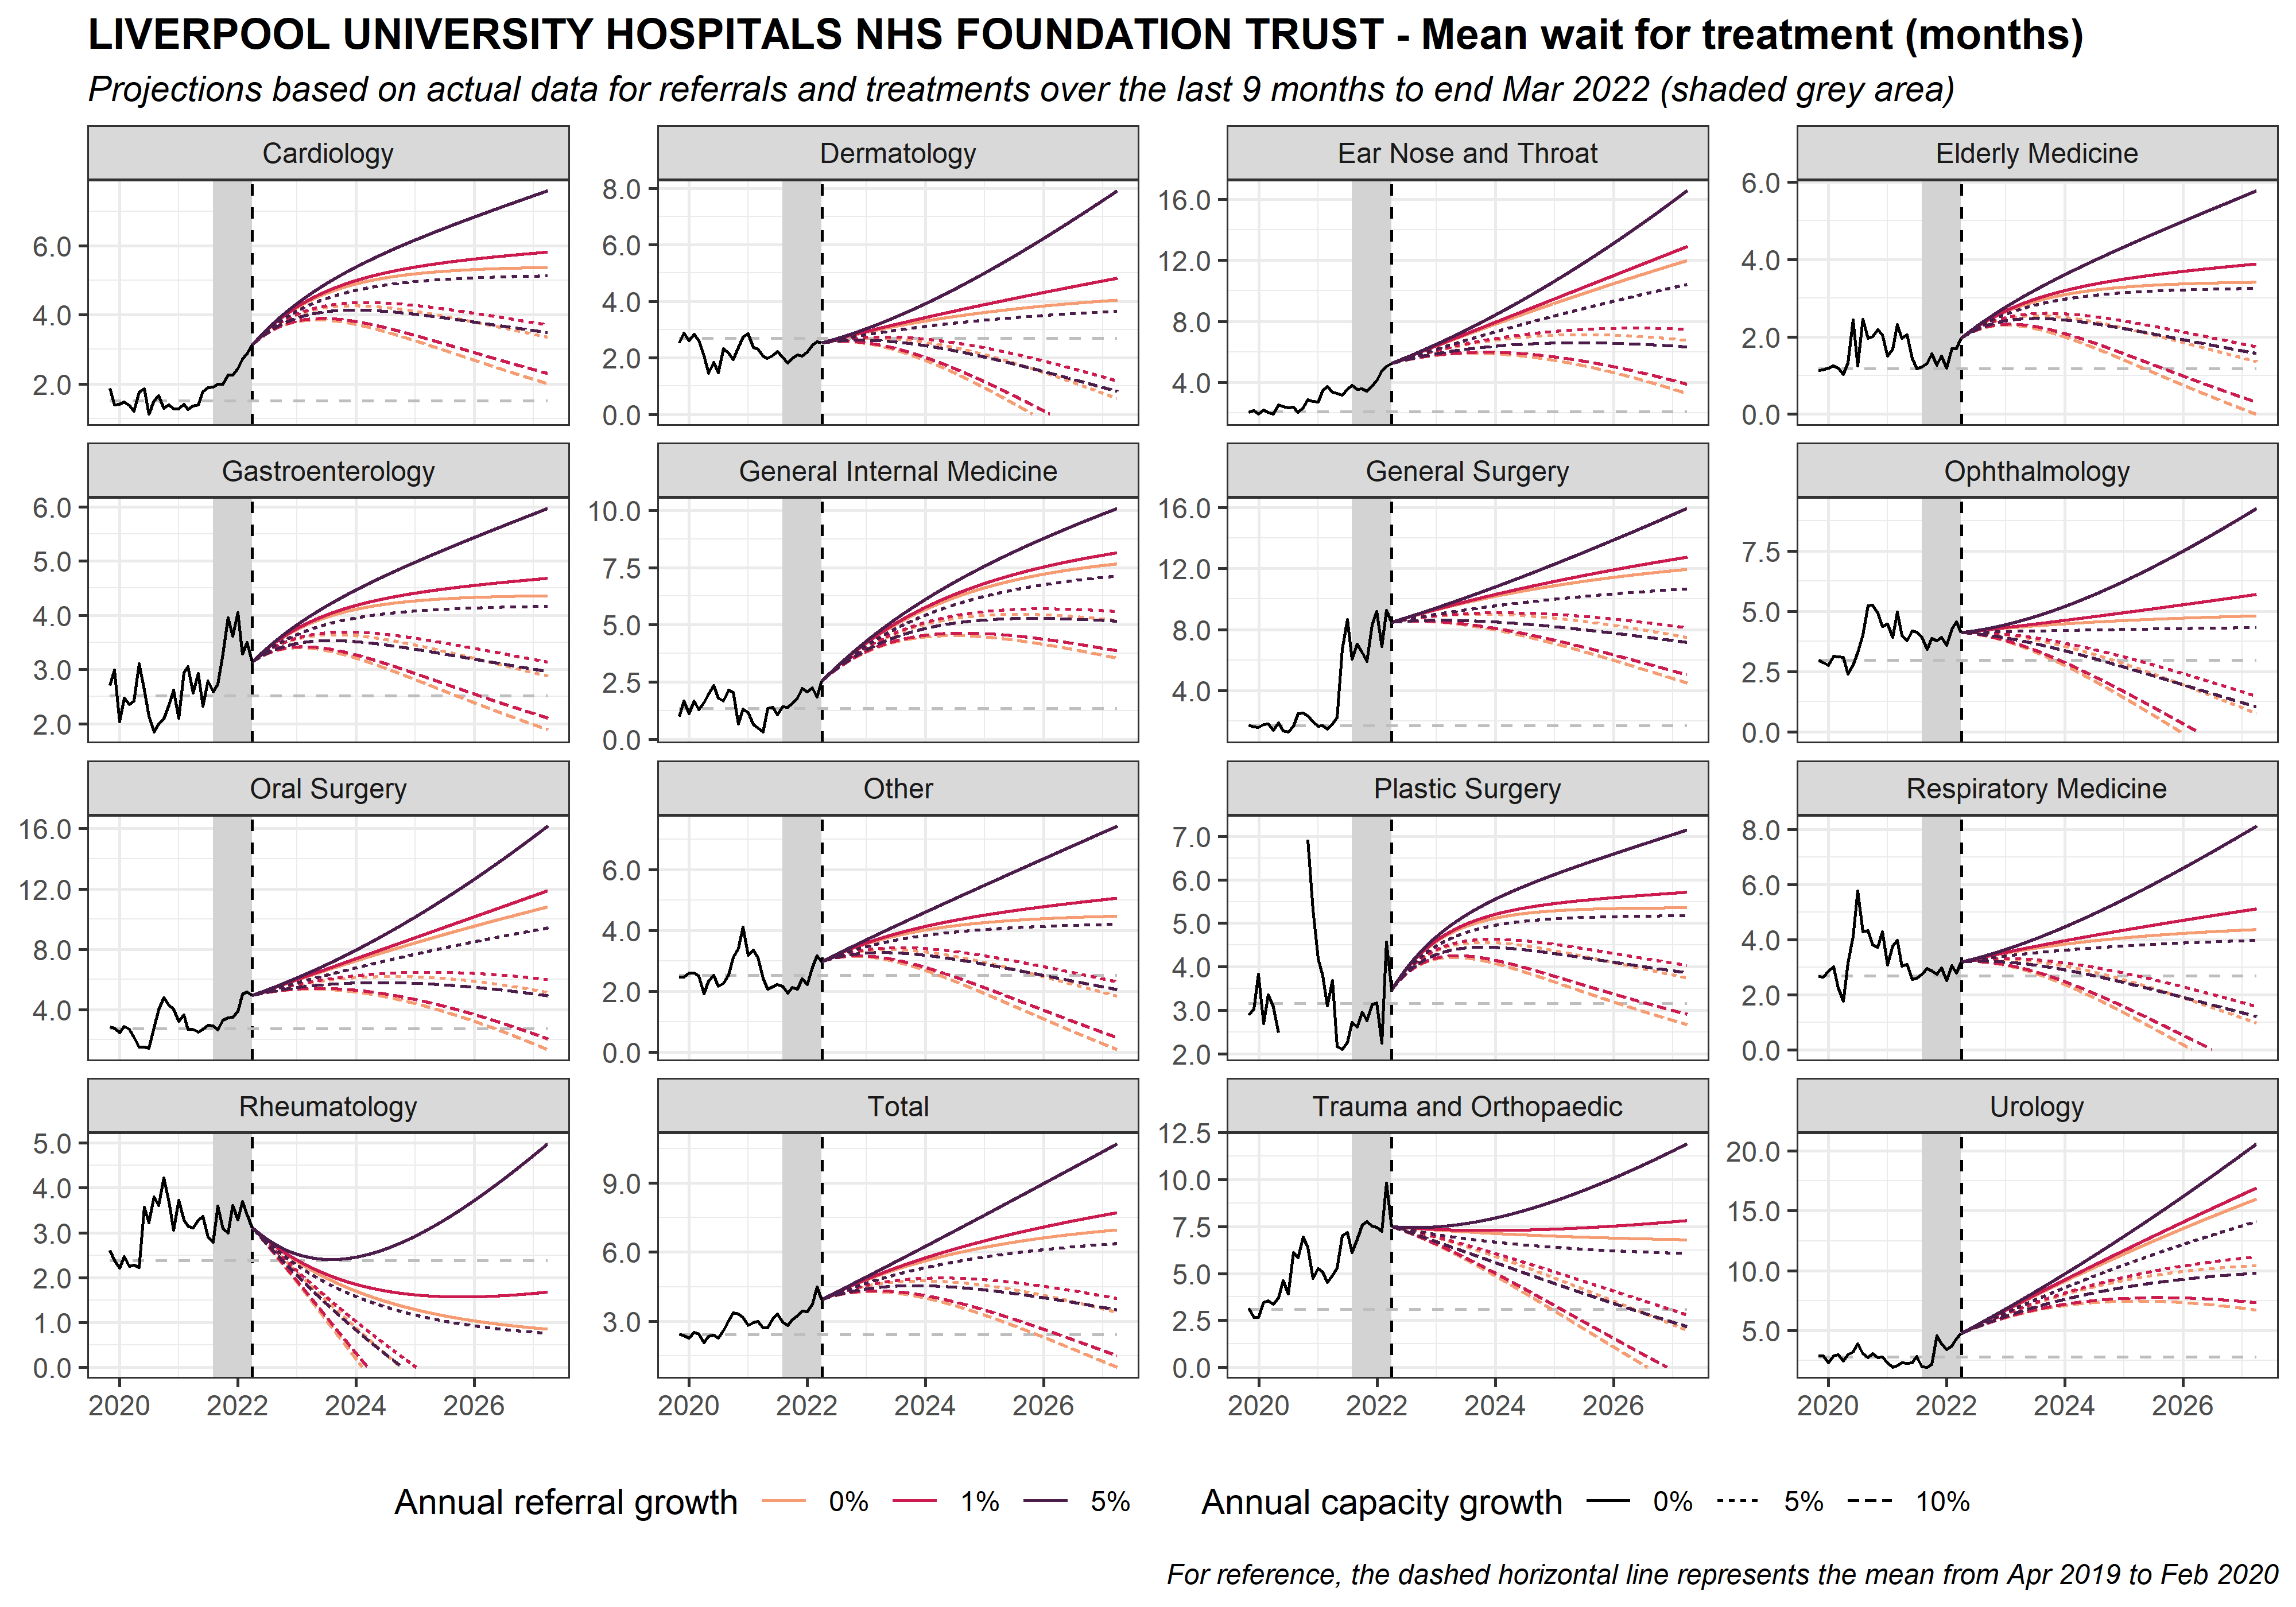 LIVERPOOL UNIVERSITY HOSPITALS NHS FOUNDATION TRUST - Mean wait for treatment (months)
Projections based on actual data for referrals and treatments over the last 9 months to end Mar 2022 (shaded grey area)
Cardiology
6.0
4.0
2.0
Dermatology
8.0
6.0
4.0
2.0
0.0
Ear Nose and Throat
16.0
12.0
8.0
4.0
Elderly Medicine
6.0
4.0
2.0
0.0
Gastroenterology
6.0
5.0
4.0
3.0
2.0
General Internal Medicine
10.0
7.5
5.0
2.5
0.0
General Surgery
16.0
12.0
8.0
4.0
Ophthalmology
7.5
5.0
2.5
0.0
Oral Surgery
16.0
12.0
8.0
4.0
Other
6.0
4.0
2.0
0.0
Plastic Surgery
7.0
6.0
5.0
4.0
3.0
2.0
Respiratory Medicine
8.0
6.0
4.0
2.0
0.0
Rheumatology
5.0
4.0
3.0
2.0
1.0
0.0
2020 2022 2024 2026
Total
9.0
6.0
3.0
2020 2022 2024 2026
Trauma and Orthopaedic
12.5
10.0
7.5
5.0
2.5
0.0
2020 2022 2024 2026
Urology
20.0
15.0
10.0
5.0
2020 2022 2024 2026
Annual referral growth 0% 1% 5%
Annual capacity growth 0% 5% 10%
For reference, the dashed horizontal line represents the mean from Apr 2019 to Feb 2020